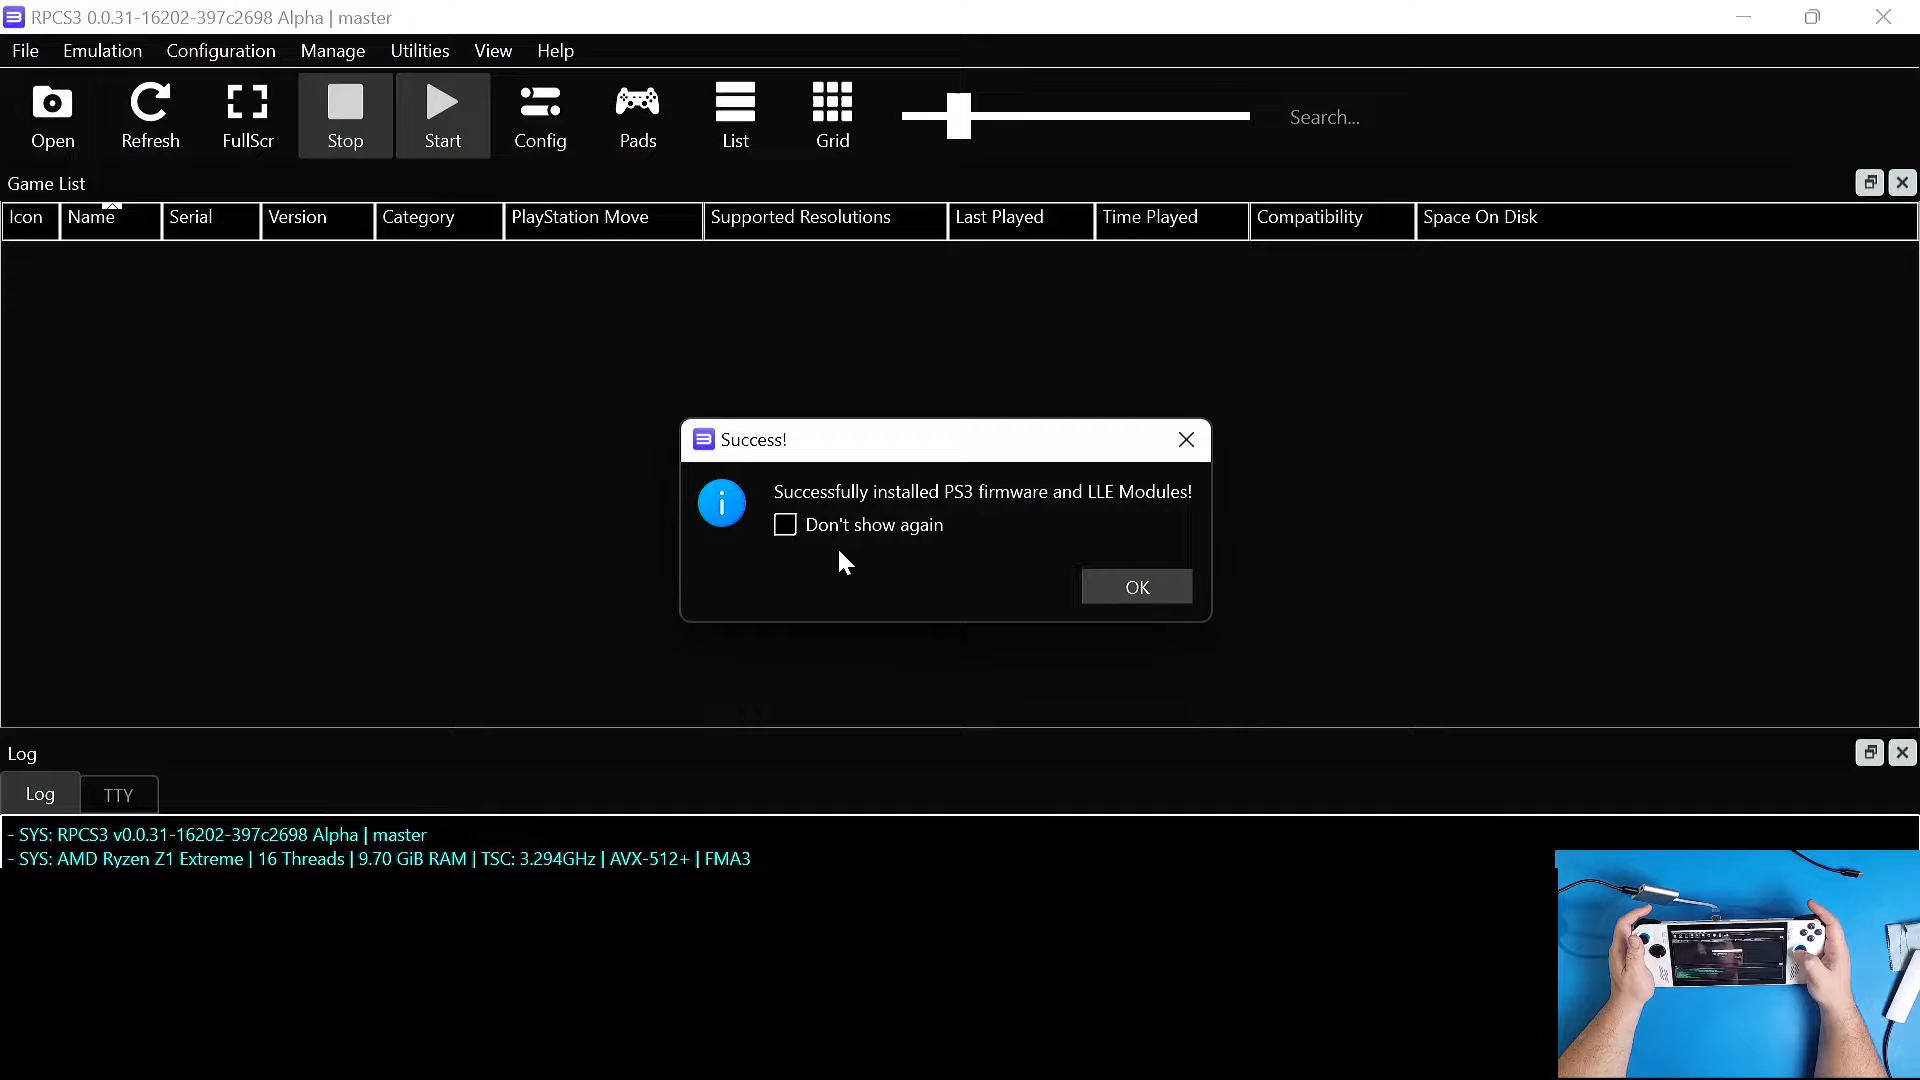 RPCS3 0.0.31-16202-397c2698 Alpha | master
File Emulation Configuration Manage Utilities View Help
Open Refresh FullScr Stop Start Config Pads List Grid Search...
Game List
Icon Name Serial Version Category PlayStation Move Supported Resolutions Last Played Time Played Compatibility Space On Disk
Success!
Successfully installed PS3 firmware and LLE Modules!
Don't show again
OK
Log
Log TTY
- SYS: RPCS3 v0.0.31-16202-397c2698 Alpha | master
- SYS: AMD Ryzen Z1 Extreme | 16 Threads | 9.70 GiB RAM | TSC: 3.294GHz | AVX-512+ | FMA3